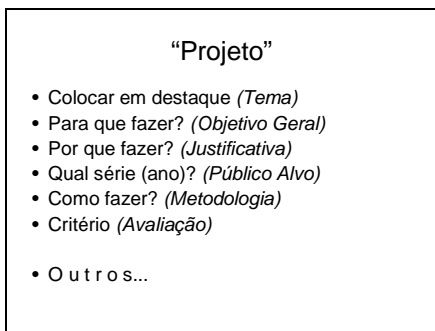 “Projeto”
• Colocar em destaque (Tema)
• Para que fazer? (Objetivo Geral)
• Por que fazer? (Justificativa)
• Qual série (ano)? (Público Alvo)
• Como fazer? (Metodologia)
• Critério (Avaliação)
• O u t r o s...